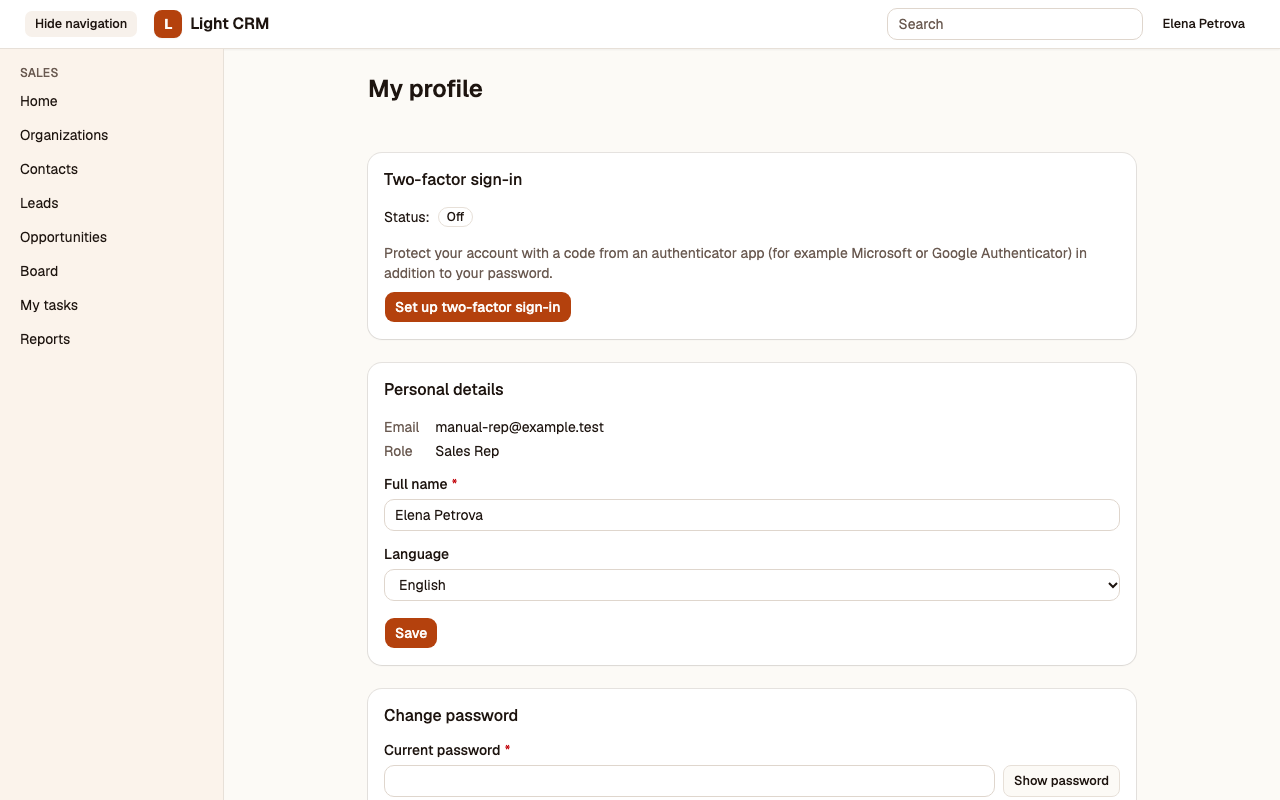 Hide navigation
L
Light CRM
Search
Elena Petrova
SALES
Home
Organizations
Contacts
Leads
Opportunities
Board
My tasks
Reports
My profile
Two-factor sign-in
Status: Off
Protect your account with a code from an authenticator app (for example Microsoft or Google Authenticator) in
addition to your password.
Set up two-factor sign-in
Personal details
Email manual-rep@example.test
Role Sales Rep
Full name *
Elena Petrova
Language
English
Save
Change password
Current password *
Show password